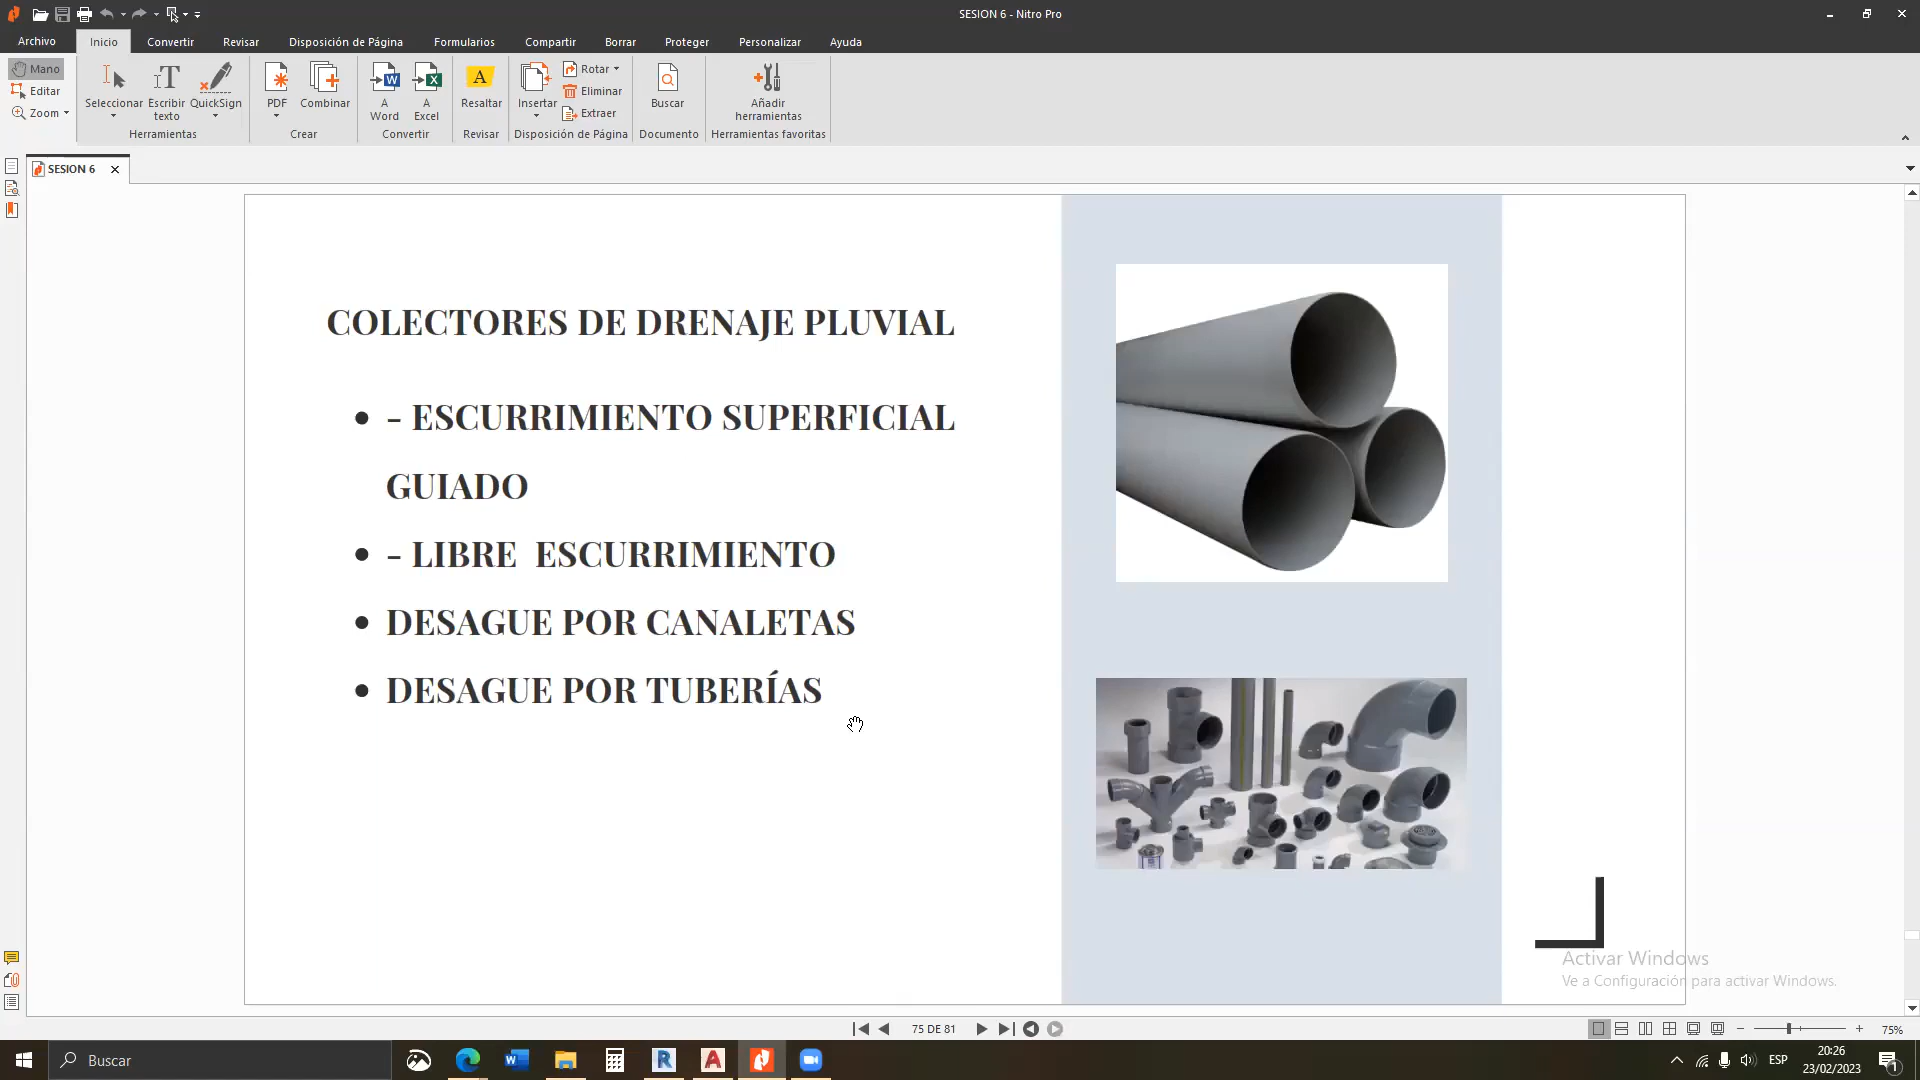 SESION 6 - Nitro Pro
Archivo
Inicio
Convertir
Revisar
Disposición de Página
Formularios
Compartir
Borrar
Proteger
Personalizar
Ayuda
Mano
Editar
Zoom
Seleccionar
Escribir
texto
QuickSign
Herramientas
PDF
Combinar
Crear
A
Word
A
Excel
Convertir
Resaltar
Revisar
Insertar
Rotar
Eliminar
Extraer
Disposición de Página
Buscar
Documento
Añadir
herramientas
Herramientas favoritas
SESION 6
COLECTORES DE DRENAJE PLUVIAL
- ESCURRIMIENTO SUPERFICIAL
GUIADO
- LIBRE ESCURRIMIENTO
DESAGUE POR CANALETAS
DESAGUE POR TUBERÍAS
Activar Windows
Ve a Configuración para activar Windows.
75 DE 81
75%
Buscar
ESP
20:26
23/02/2023
1